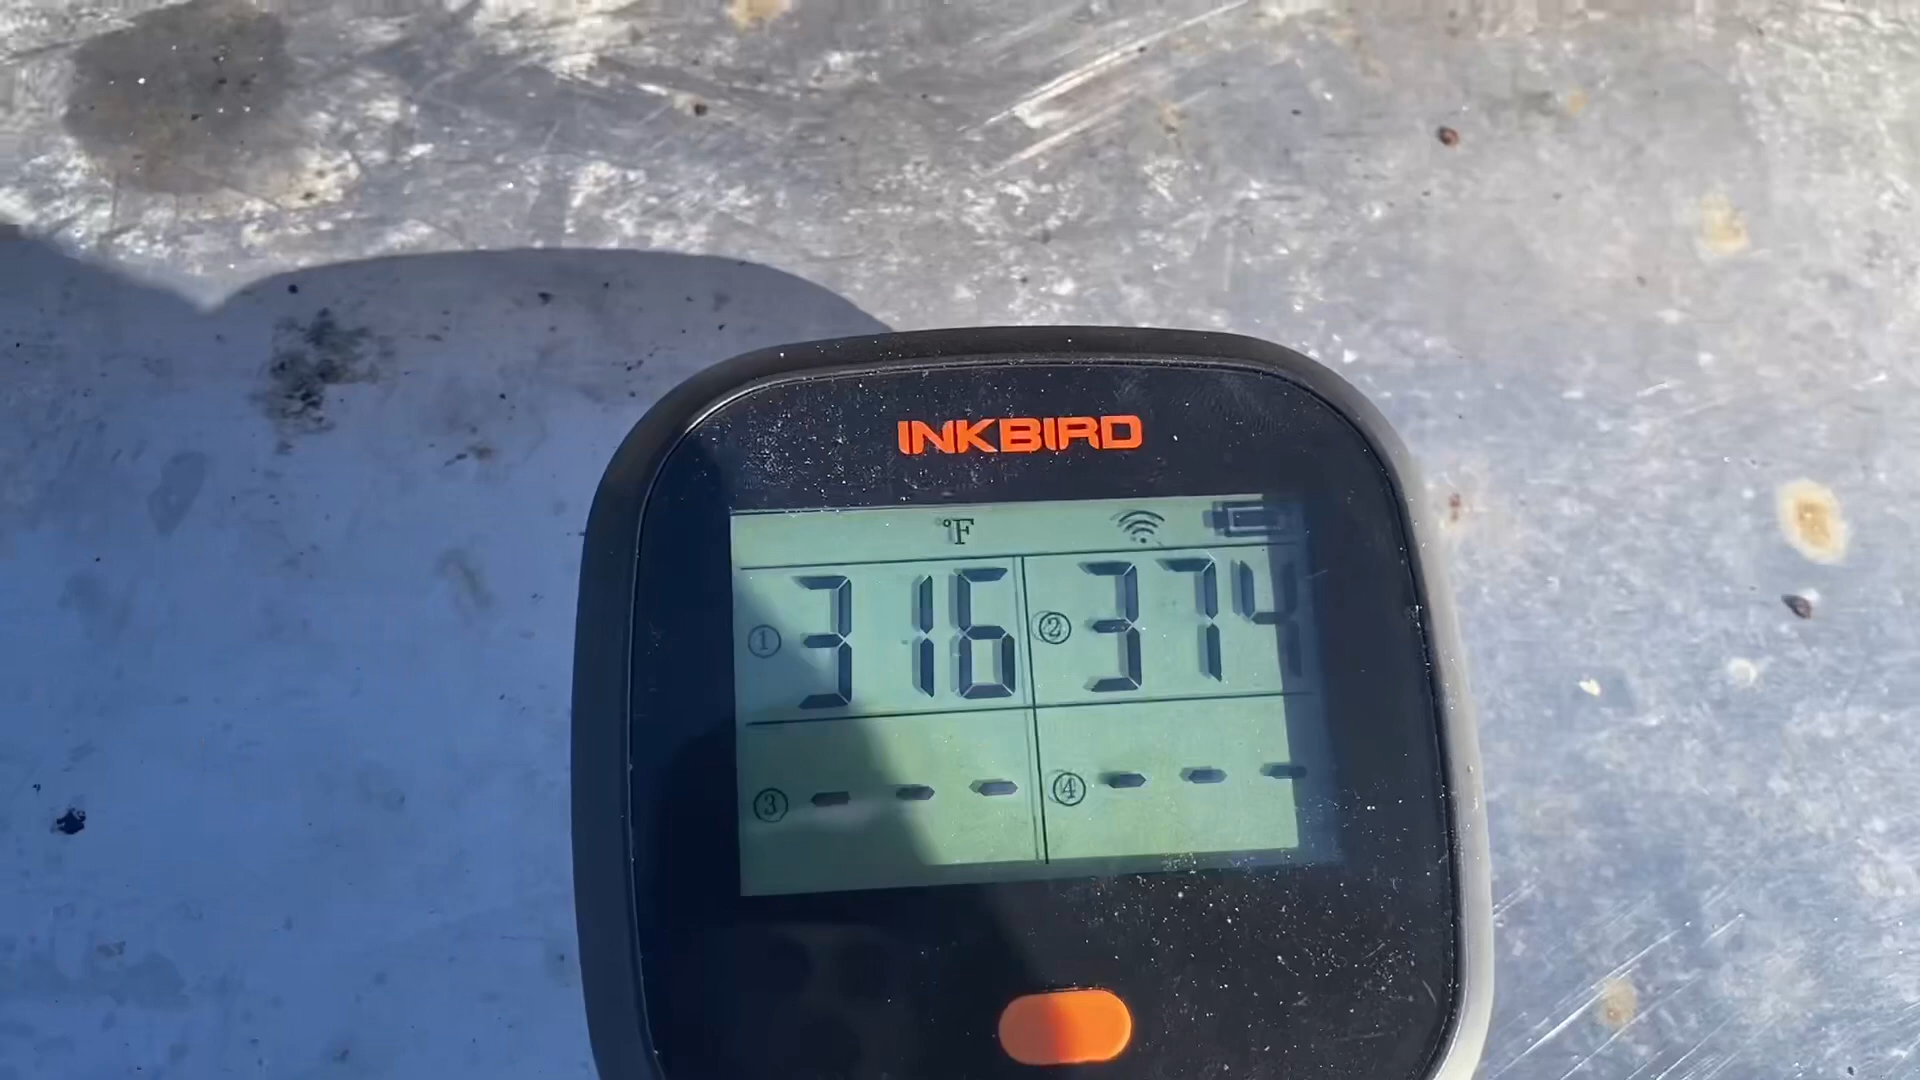 INKBIRD
°F
① 316 ② 374
③ --- ④ ---